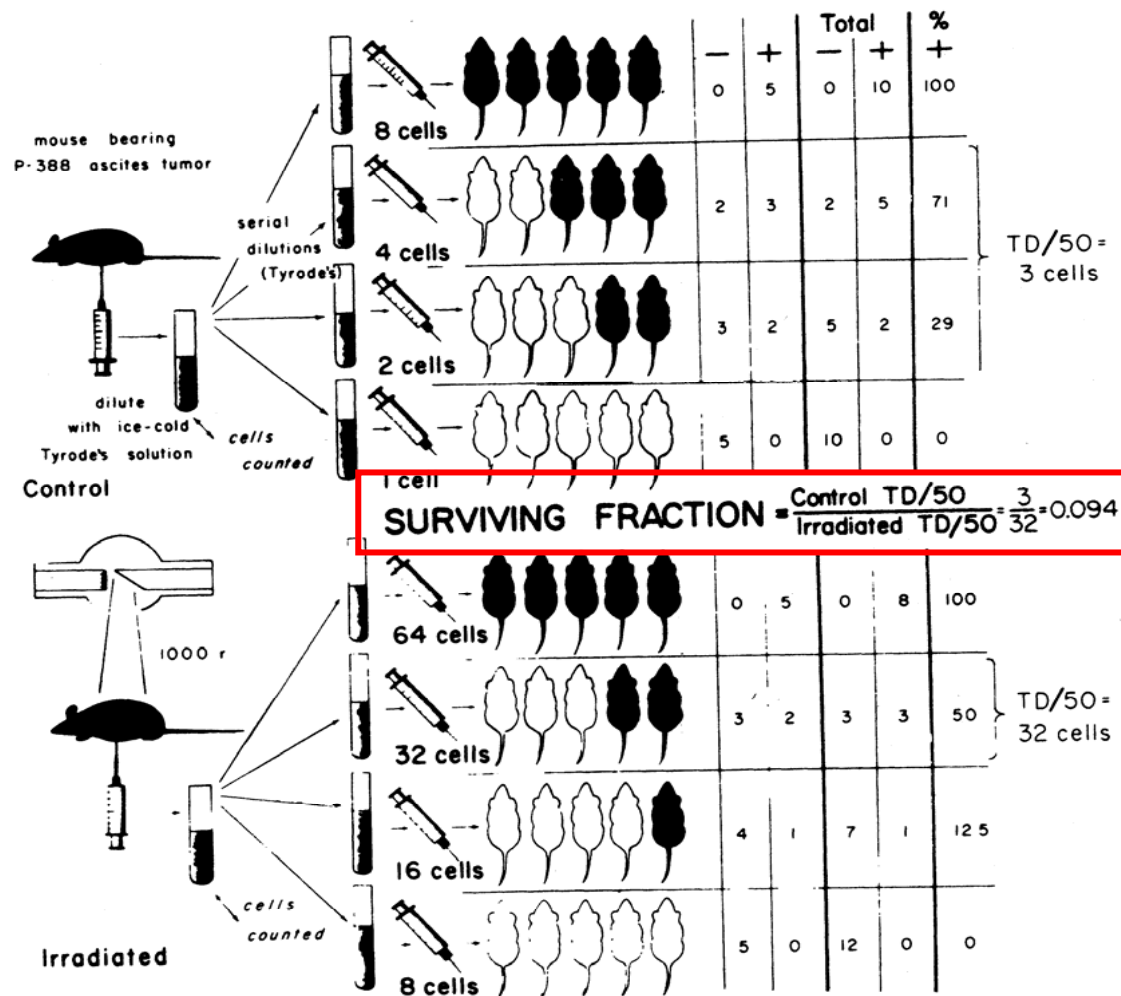 Total %
− + − + +
8 cells 0 5 0 10 100
mouse bearing
P-388 ascites tumor
serial
dilutions
(Tyrode's)
4 cells 2 3 2 5 71
TD/50=
3 cells
2 cells 3 2 5 2 29
dilute
with ice-cold
Tyrode's solution
cells
counted
1 cell 5 0 10 0 0
Control
SURVIVING FRACTION = Control TD/50 / Irradiated TD/50 = 3/32 = 0.094
64 cells 0 5 0 8 100
1000 r
32 cells 3 2 3 3 50
TD/50=
32 cells
16 cells 4 1 7 1 12 5
cells
counted
8 cells 5 0 12 0 0
Irradiated